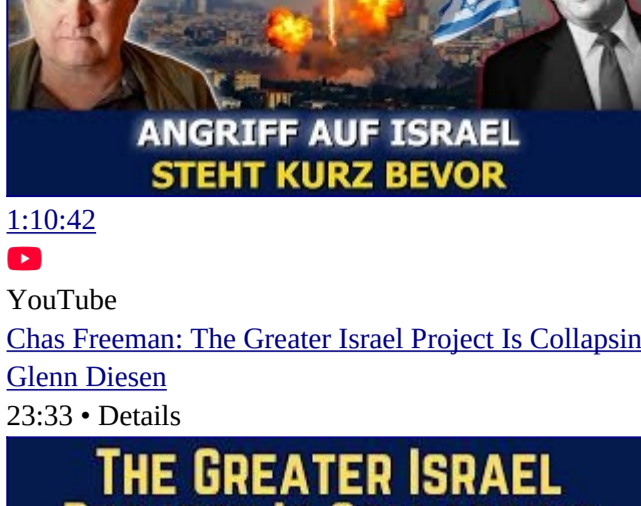 ANGRIFF AUF ISRAEL
STEHT KURZ BEVOR
1:10:42
YouTube
Chas Freeman: The Greater Israel Project Is Collapsin
Glenn Diesen
23:33 • Details
THE GREATER ISRAEL